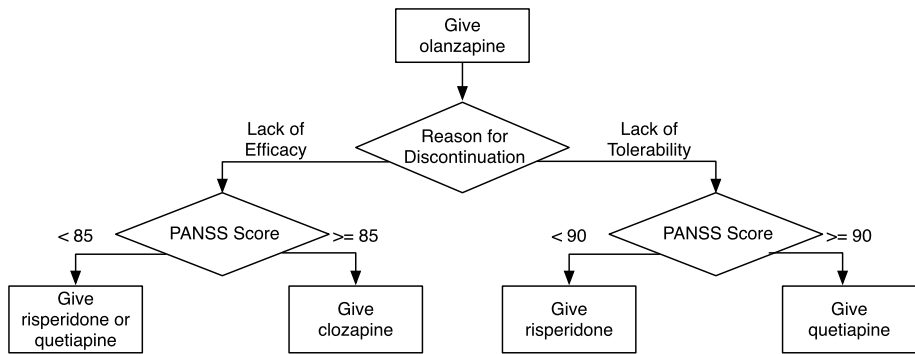 Give
olanzapine
Reason for
Discontinuation
Lack of
Efficacy
Lack of
Tolerability
PANSS Score
< 85
>= 85
PANSS Score
< 90
>= 90
Give
risperidone or
quetiapine
Give
clozapine
Give
risperidone
Give
quetiapine